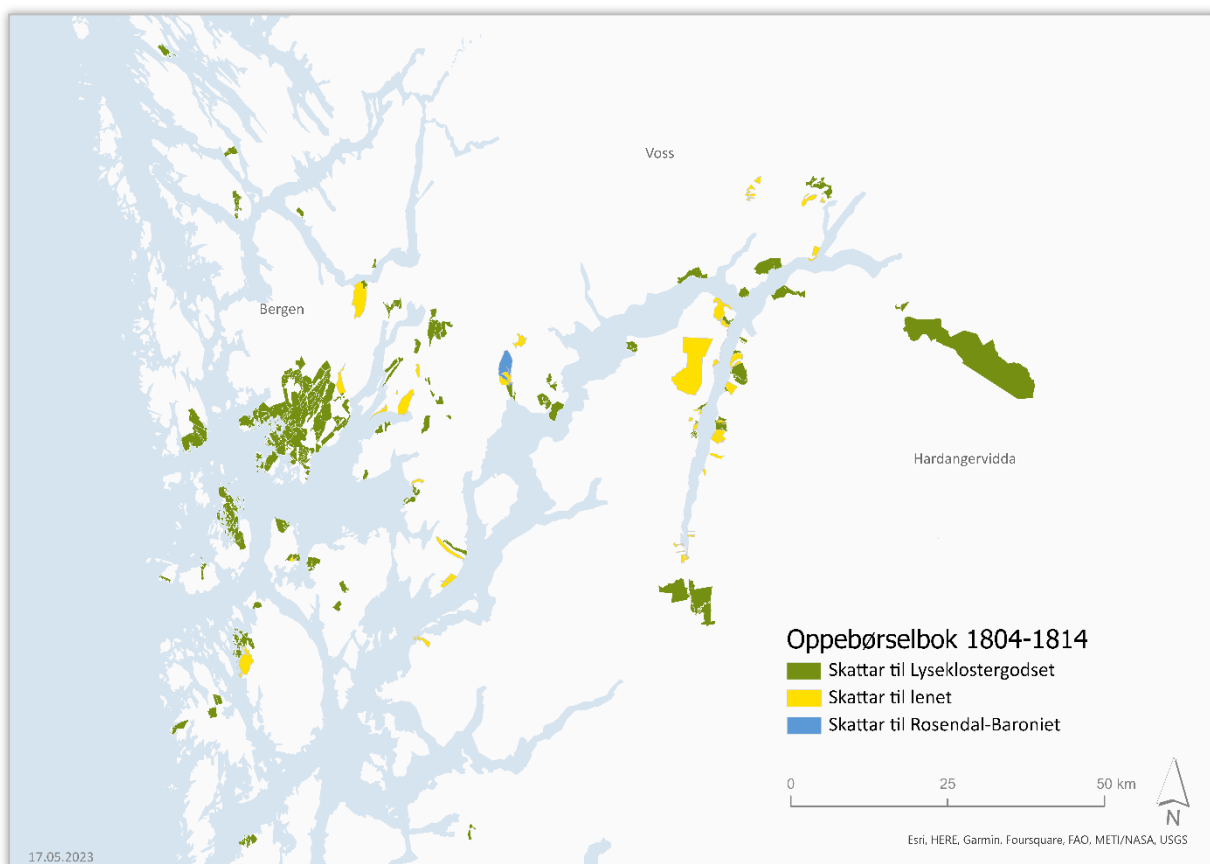 Voss
Bergen
Hardangervidda
Oppebørselbok 1804-1814
Skattar til Lyseklostergodset
Skattar til lenet
Skattar til Rosendal-Baroniet
0 25 50 km
N
Esri, HERE, Garmin, Foursquare, FAO, METI/NASA, USGS
17.05.2023